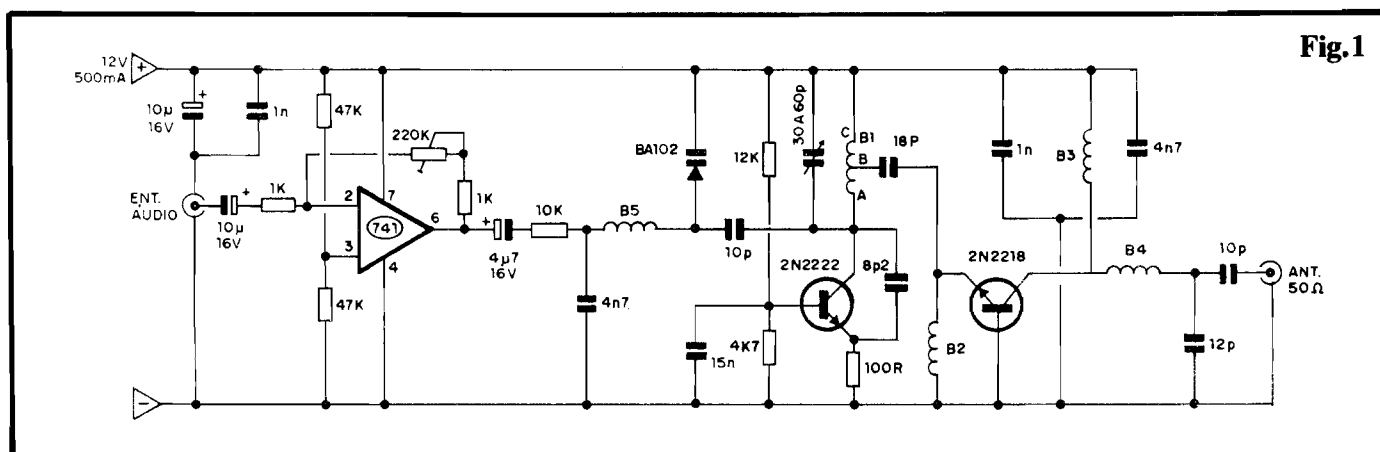 Fig.1
12V
500mA
+
10µ
16V
+
1n
47K
220K
1K
ENT.
AUDIO
10µ
16V
+
1K
2
7
741
6
3
4
47K
4µ7
16V
+
10K
B5
4n7
BA102
10p
12K
30A60p
C
B1
B
A
18P
2N2222
8p2
15n
4K7
100R
B2
2N2218
1n
B3
4n7
B4
10p
ANT.
50Ω
12p
−